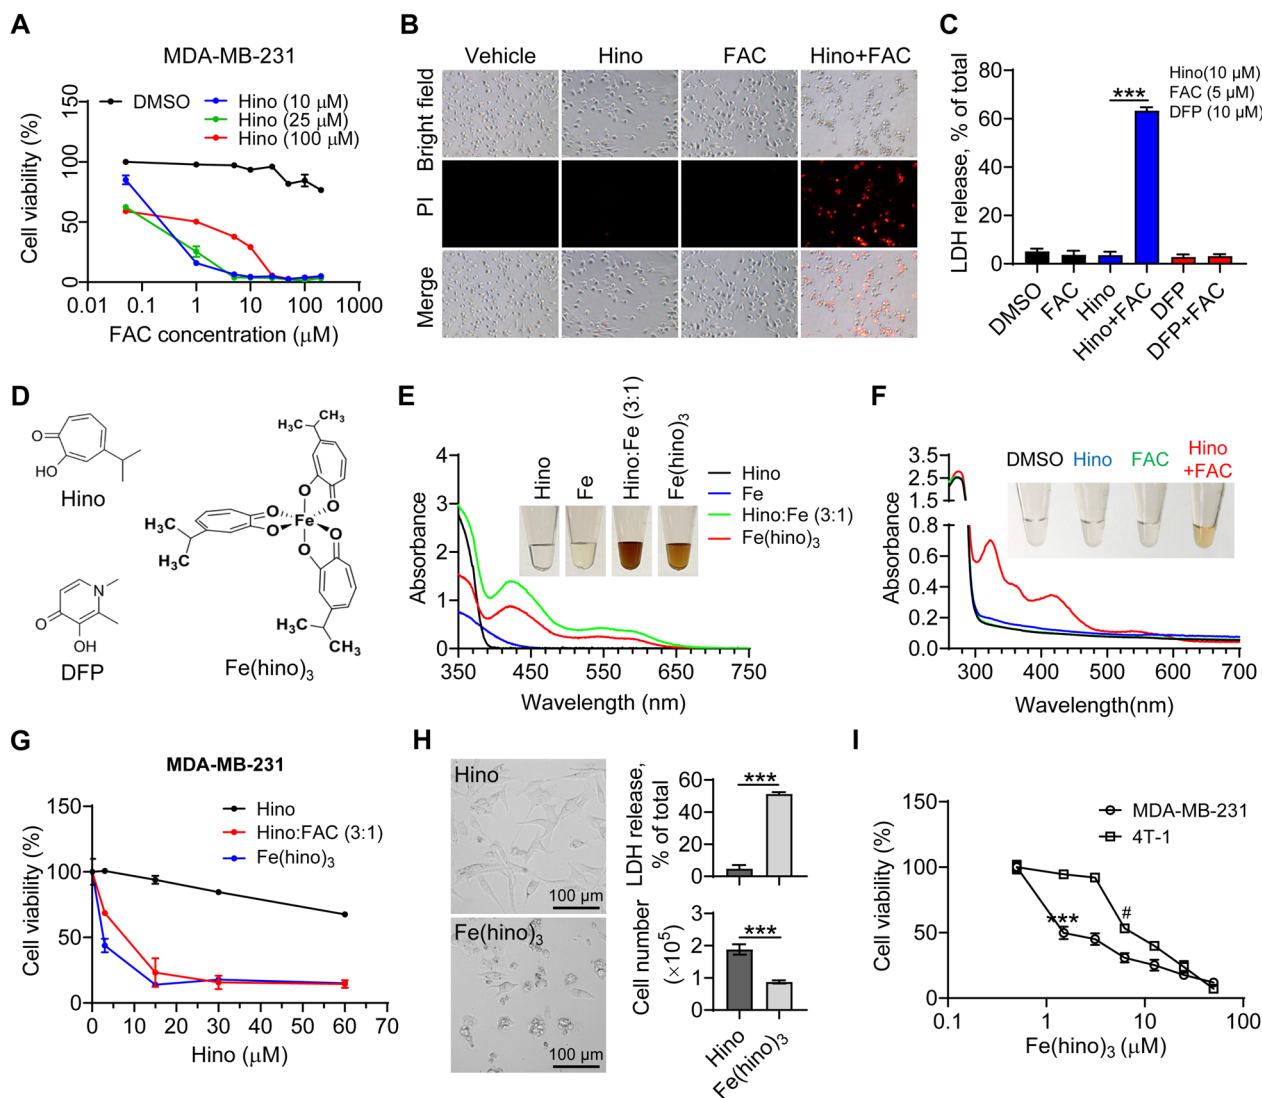 A
MDA-MB-231
DMSO
Hino (10 μM)
Hino (25 μM)
Hino (100 μM)
Cell viability (%)
150
100
50
0
0.01 0.1 1 10 100 1000
FAC concentration (μM)
B
Vehicle Hino FAC Hino+FAC
Bright field
PI
Merge
C
LDH release, % of total
80
60
40
20
0
***
Hino(10 μM)
FAC (5 μM)
DFP (10 μM)
DMSO FAC Hino Hino+FAC DFP DFP+FAC
D
O
HO
Hino
N
O
OH
DFP
H₃C
CH₃
O
O
H₃C
CH₃
O
O
Fe
O
O
H₃C
CH₃
Fe(hino)₃
E
Absorbance
4
3
2
1
0
Hino
Fe
Hino:Fe (3:1)
Fe(hino)₃
Hino
Fe
Hino:Fe (3:1)
Fe(hino)₃
350 450 550 650 750
Wavelength (nm)
F
Absorbance
3.5
2.5
1.5
0.8
0.6
0.4
0.2
0.0
DMSO Hino FAC Hino
+FAC
300 400 500 600 700
Wavelength(nm)
G
MDA-MB-231
Cell viability (%)
150
100
50
0
Hino
Hino:FAC (3:1)
Fe(hino)₃
0 10 20 30 40 50 60 70
Hino (μM)
H
Hino
100 μm
Fe(hino)₃
100 μm
LDH release,
% of total
60
40
20
0
***
Cell number
(×10⁵)
3
2
1
0
***
Hino
Fe(hino)₃
I
Cell viability (%)
150
100
50
0
MDA-MB-231
4T-1
***
#
0.1 1 10 100
Fe(hino)₃ (μM)